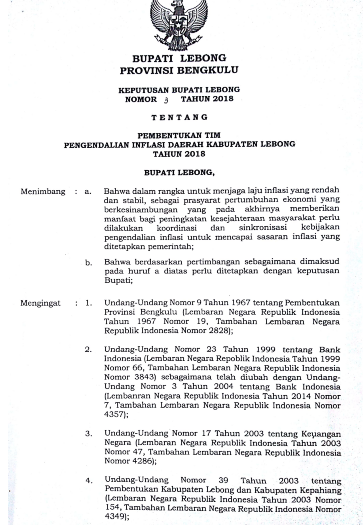 BUPATI LEBONG
PROVINSI BENGKULU
KEPUTUSAN BUPATI LEBONG
NOMOR 3 TAHUN 2018
TENTANG
PEMBENTUKAN TIM
PENGENDALIAN INFLASI DAERAH KABUPATEN LEBONG
TAHUN 2018
BUPATI LEBONG,
Menimbang : a. Bahwa dalam rangka untuk menjaga laju inflasi yang rendah
dan stabil, sebagai prasyarat pertumbuhan ekonomi yang
berkesinambungan yang pada akhirnya memberikan
manfaat bagi peningkatan kesejahteraan masyarakat perlu
dilakukan koordinasi dan sinkronisasi kebijakan
pengendalian inflasi untuk mencapai sasaran inflasi yang
ditetapkan pemerintah;
b. Bahwa berdasarkan pertimbangan sebagaimana dimaksud
pada huruf a diatas perlu ditetapkan dengan keputusan
Bupati;
Mengingat : 1. Undang-Undang Nomor 9 Tahun 1967 tentang Pembentukan
Provinsi Bengkulu (Lembaran Negara Republik Indonesia
Tahun 1967 Nomor 19, Tambahan Lembaran Negara
Republik Indonesia Nomor 2828);
2. Undang-Undang Nomor 23 Tahun 1999 tentang Bank
Indonesia (Lembaran Negara Republik Indonesia Tahun 1999
Nomor 66, Tambahan Lembaran Negara Republik Indonesia
Nomor 3843) sebagaimana telah diubah dengan Undang-
Undang Nomor 3 Tahun 2004 tentang Bank Indonesia
(Lembanran Negara Republik Indonesia Tahun 2014 Nomor
7, Tambahan Lembaran Negara Republik Indonesia Nomor
4357);
3. Undang-Undang Nomor 17 Tahun 2003 tentang Keuangan
Negara (Lembaran Negara Republik Indonesia Tahun 2003
Nomor 47, Tambahan Lembaran Negara Republik Indonesia
Nomor 4286);
4. Undang-Undang Nomor 39 Tahun 2003 tentang
Pembentukan Kabupaten Lebong dan Kabupaten Kepahiang
(Lembaran Negara Republik Indonesia Tahun 2003 Nomor
154, Tambahan Lembaran Negara Republik Indonesia Nomor
4349);